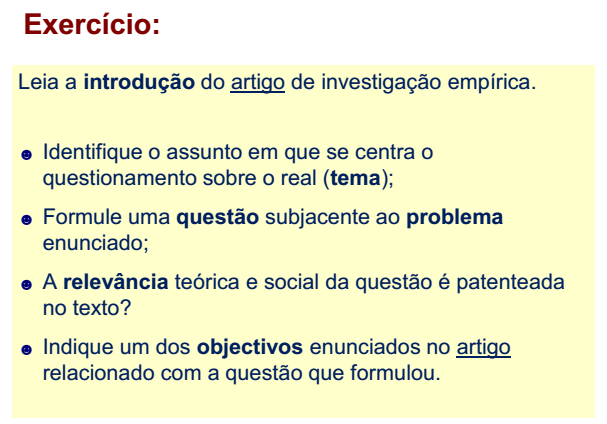 Exercício:
Leia a introdução do artigo de investigação empírica.
Identifique o assunto em que se centra o
questionamento sobre o real (tema);
Formule uma questão subjacente ao problema
enunciado;
A relevância teórica e social da questão é patenteada
no texto?
Indique um dos objectivos enunciados no artigo
relacionado com a questão que formulou.